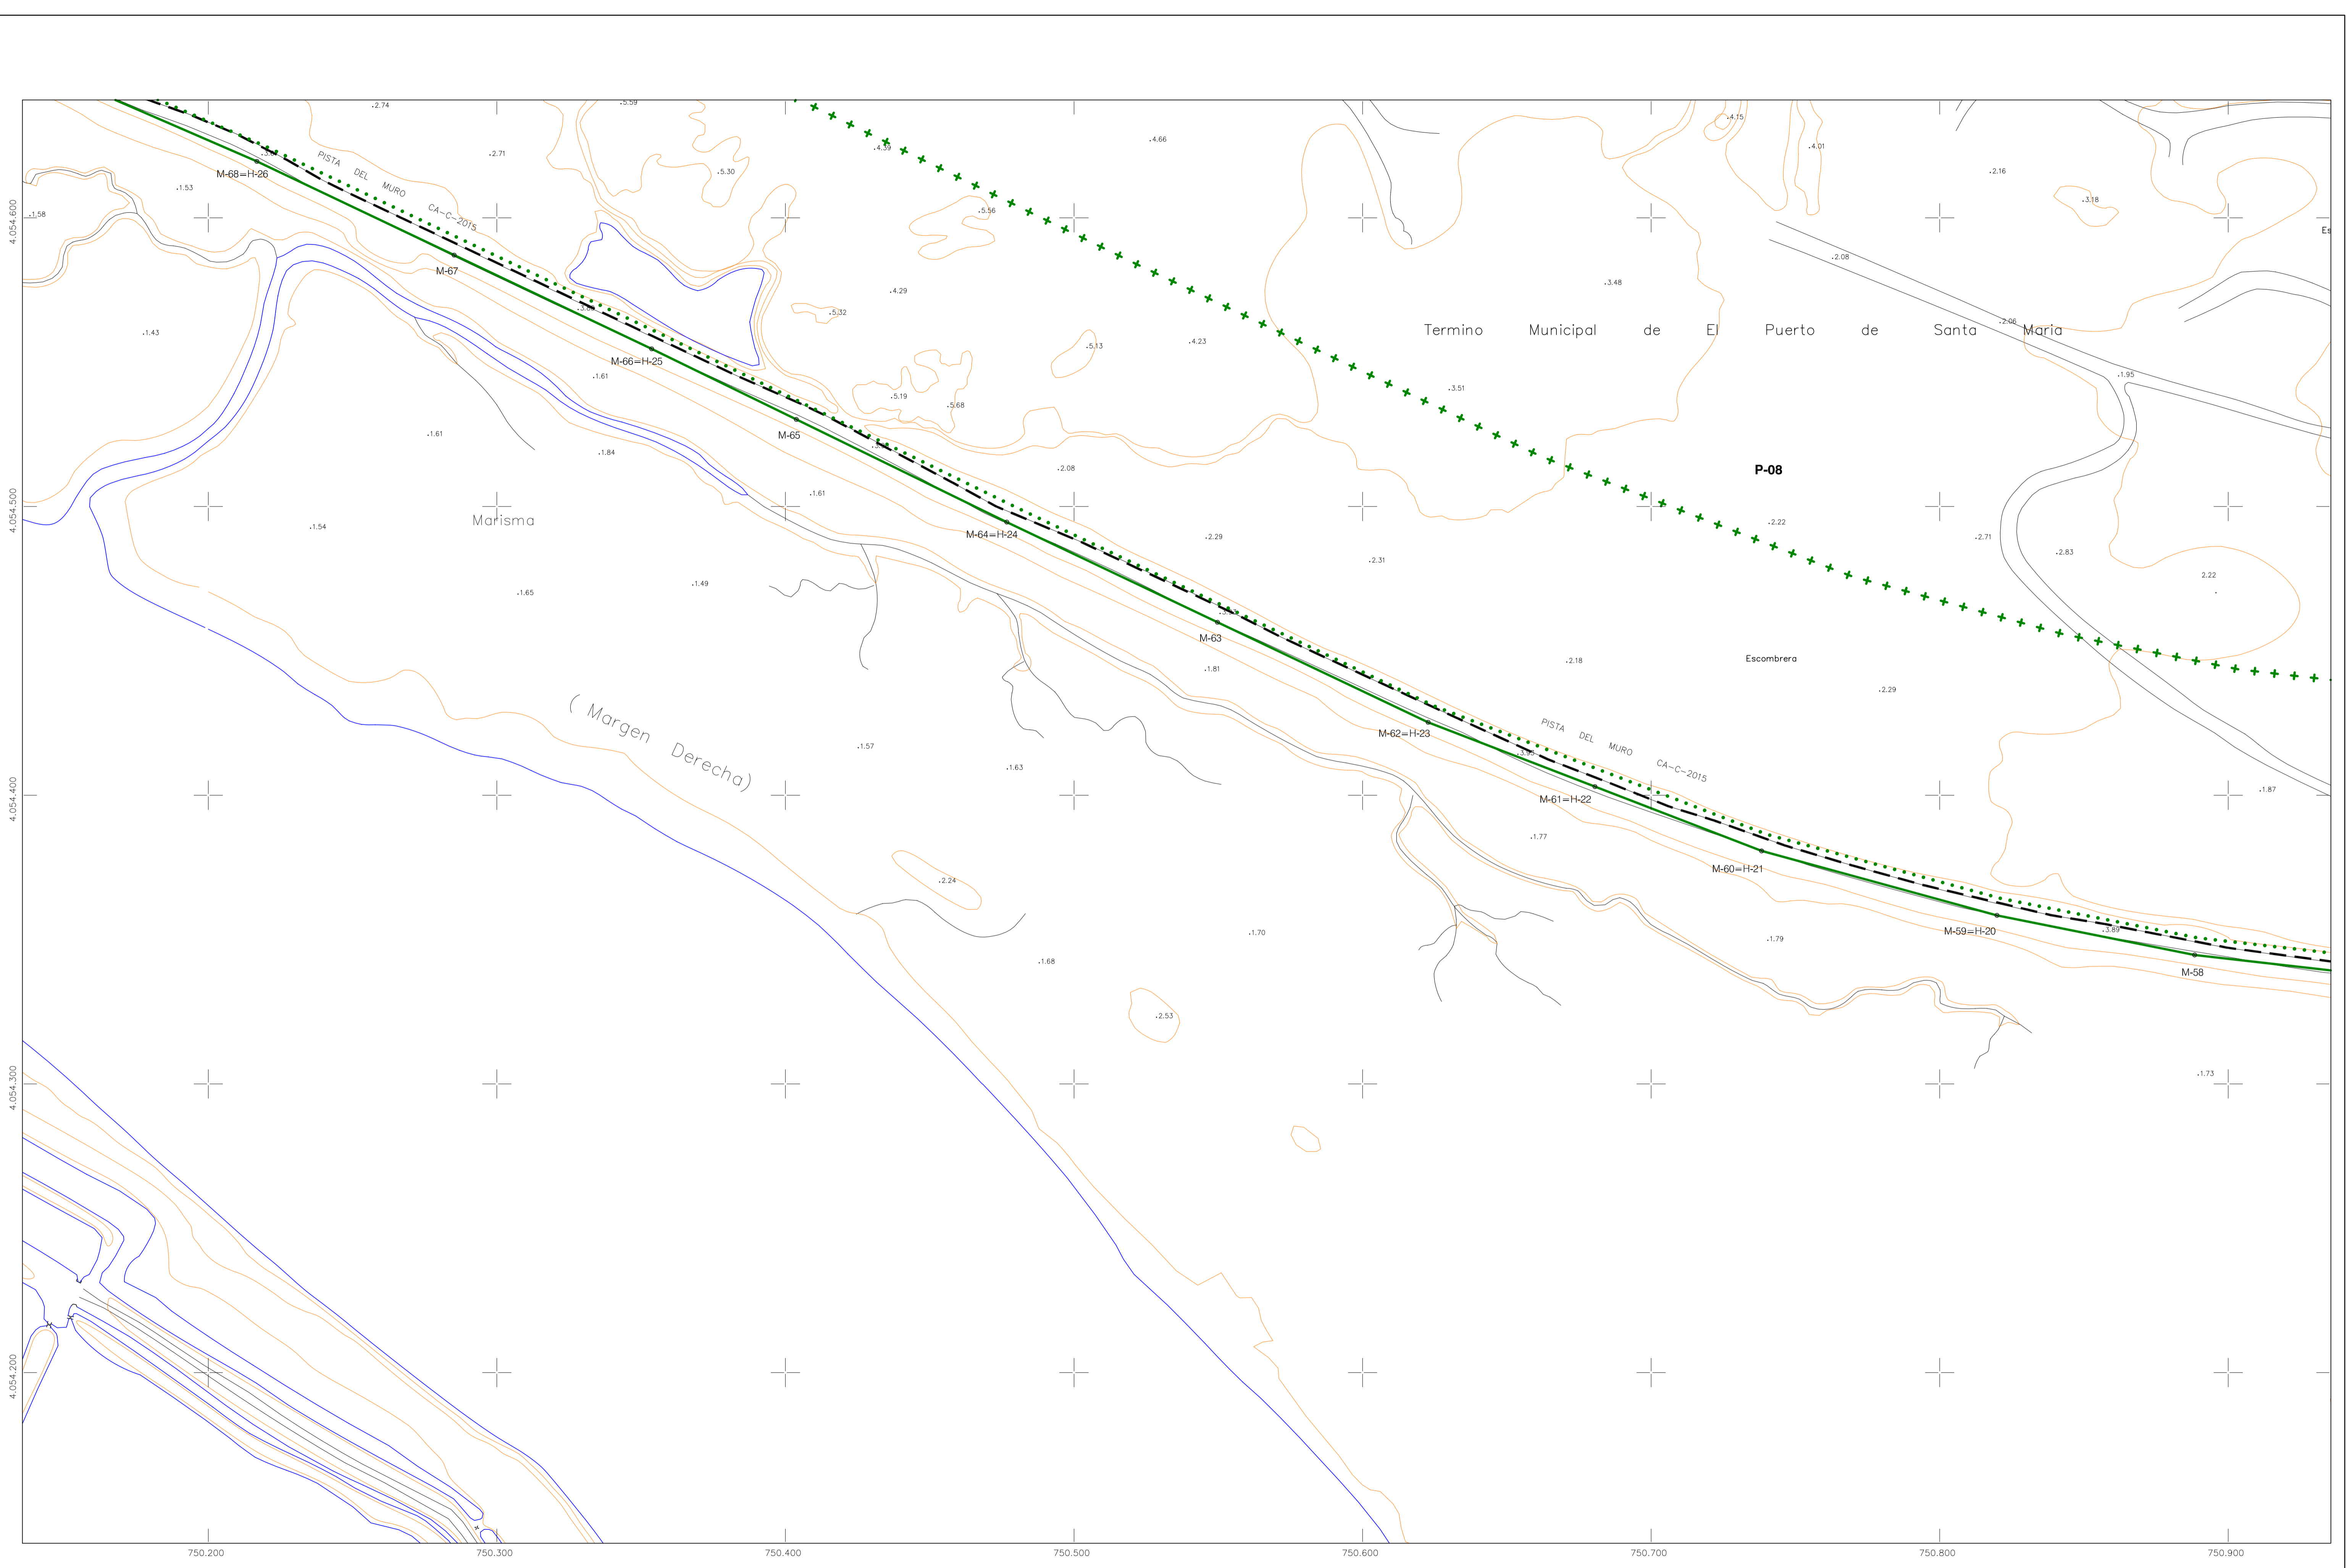 .2.74
.5.59
.4.15
.4.66
.4.39
.4.01
PISTA DEL MURO CA-C-2015
.2.71
.5.30
.2.16
M-68=H-26
.1.53
.3.18
.1.58
.5.56
4.054.600
Es
M-67
.2.08
.3.48
.4.29
.5.32
.2.06
.1.43
Termino Municipal de El Puerto de Santa Maria
.4.23
.5.13
M-66=H-25
.1.61
.1.95
.3.51
.5.19
.5.68
M-65
.1.61
.1.84
.2.08
P-08
.1.61
4.054.500
Marisma
.1.54
.2.22
M-64=H-24
.2.29
.2.71
.2.83
.2.31
2.22
.1.49
.1.65
M-63
.1.81
.2.18
Escombrera
.2.29
( Margen Derecha)
PISTA DEL MURO CA-C-2015
M-62=H-23
.1.57
.3.95
.1.63
.1.87
4.054.400
M-61=H-22
.1.77
M-60=H-21
.2.24
M-59=H-20
.3.89
.1.70
.1.79
.1.68
M-58
.2.53
4.054.300
.1.73
4.054.200
750.200 750.300 750.400 750.500 750.600 750.700 750.800 750.900